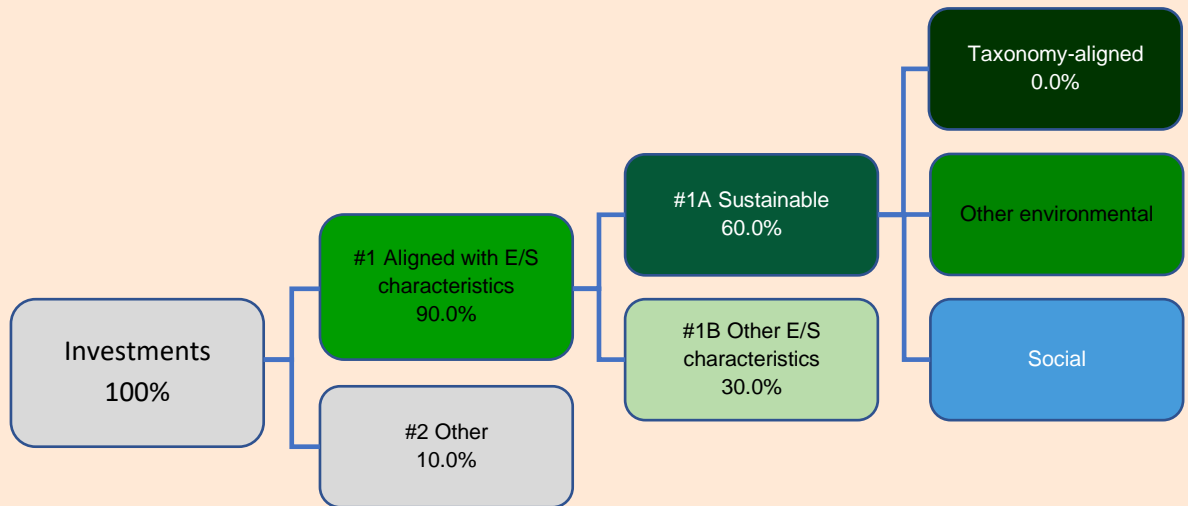 Investments
100%
#1 Aligned with E/S
characteristics
90.0%
#2 Other
10.0%
#1A Sustainable
60.0%
#1B Other E/S
characteristics
30.0%
Taxonomy-aligned
0.0%
Other environmental
Social